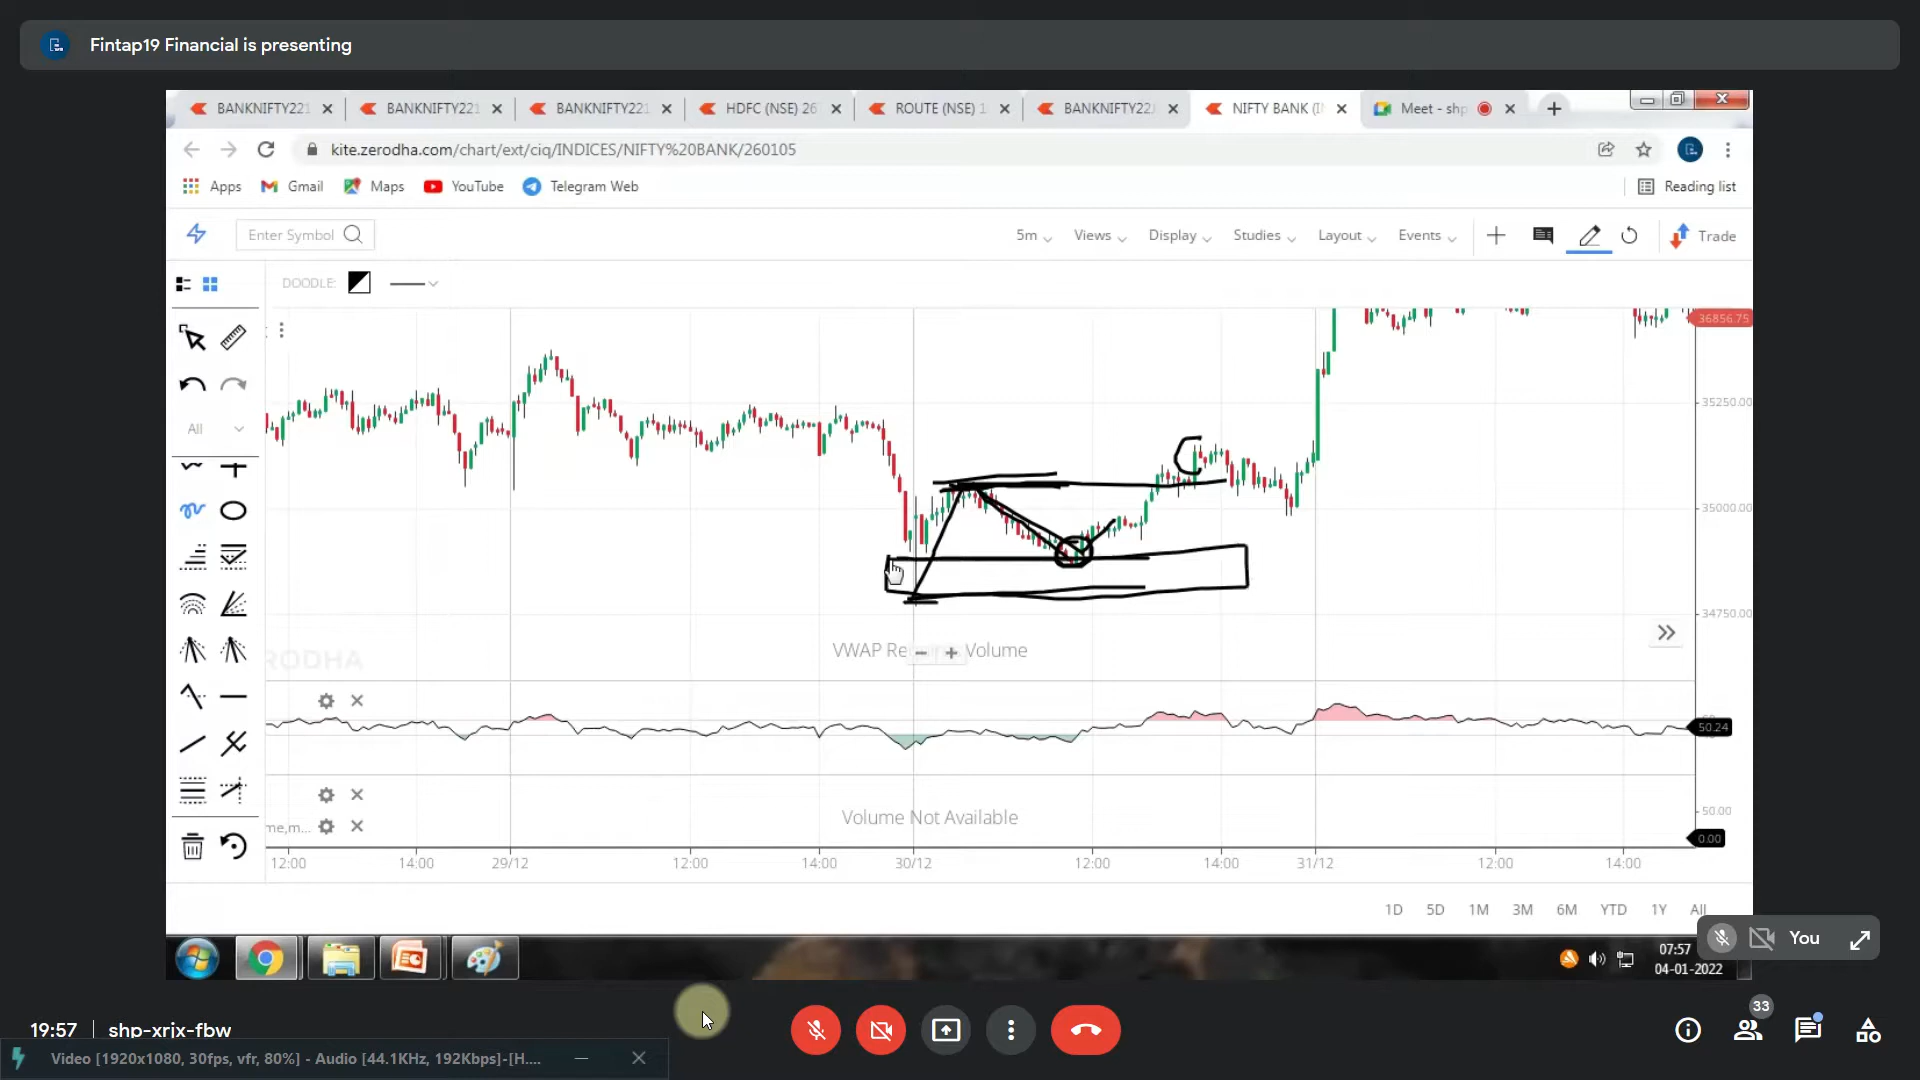 Fintap19 Financial is presenting
BANKNIFTY221 BANKNIFTY221 BANKNIFTY221 HDFC (NSE) 26 ROUTE (NSE) 1 BANKNIFTY22 NIFTY BANK (I Meet - shp
kite.zerodha.com/chart/ext/ciq/INDICES/NIFTY%20BANK/260105
Apps Gmail Maps YouTube Telegram Web Reading list
Enter Symbol 5m Views Display Studies Layout Events Trade
DOODLE:
36856.75
35250.00
All
C
35000.00
34750.00
VWAP Re Volume
RODHA
50.24
50.00
Volume Not Available
me,m...
0.00
12:00 14:00 29/12 12:00 14:00 30/12 12:00 14:00 31/12 12:00 14:00
1D 5D 1M 3M 6M YTD 1Y All
You
07:57
04-01-2022
33
19:57 shp-xrjx-fbw
Video [1920x1080, 30fps, vfr, 80%] - Audio [44.1KHz, 192Kbps]-[H....